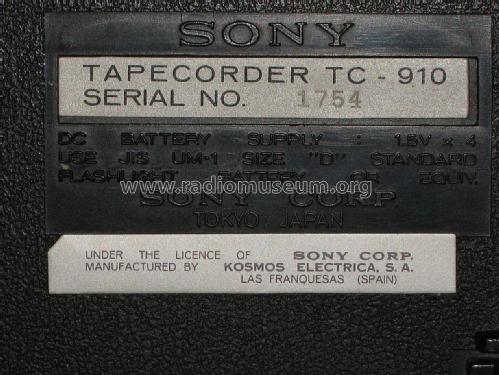 SONY
TAPECORDER TC - 910
SERIAL NO. 1754
DC BATTERY SUPPLY : 1.5V x 4
USE JIS UM-1 SIZE "D" STANDARD
FLASHLIGHT BATTERY OR EQUIV.
www.radiomuseum.org
SONY CORP
TOKYO JAPAN
UNDER THE LICENCE OF SONY CORP.
MANUFACTURED BY KOSMOS ELECTRICA, S. A.
LAS FRANQUESAS (SPAIN)